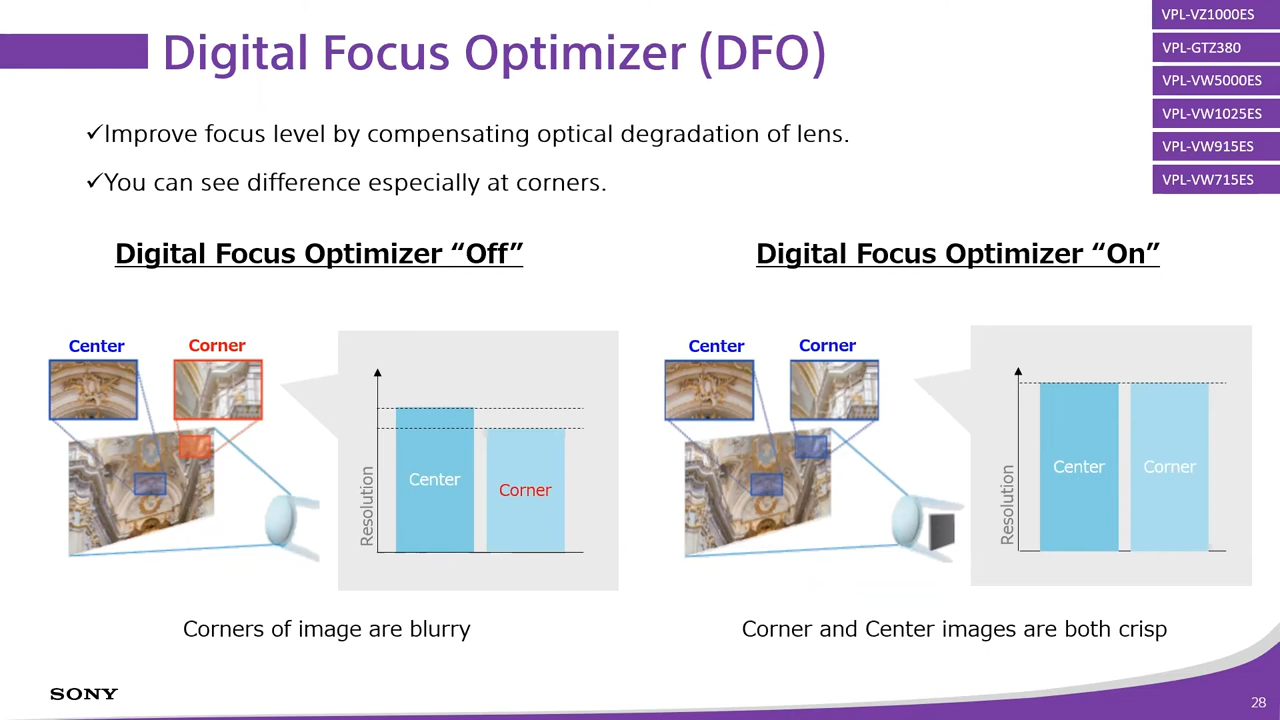 Digital Focus Optimizer (DFO)
VPL-VZ1000ES
VPL-GTZ380
VPL-VW5000ES
VPL-VW1025ES
VPL-VW915ES
VPL-VW715ES
✓Improve focus level by compensating optical degradation of lens.
✓You can see difference especially at corners.
Digital Focus Optimizer “Off”
Center
Corner
Resolution
Center
Corner
Corners of image are blurry
Digital Focus Optimizer “On”
Center
Corner
Resolution
Center
Corner
Corner and Center images are both crisp
SONY
28